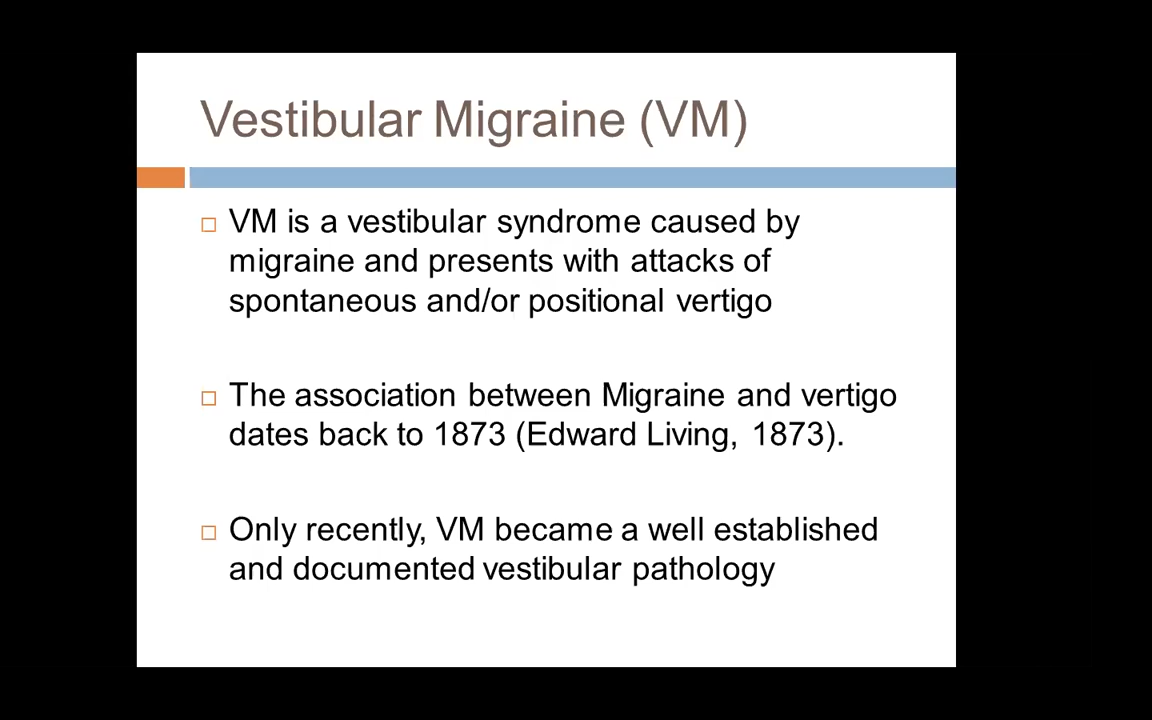 Vestibular Migraine (VM)
VM is a vestibular syndrome caused by
migraine and presents with attacks of
spontaneous and/or positional vertigo
The association between Migraine and vertigo
dates back to 1873 (Edward Living, 1873).
Only recently, VM became a well established
and documented vestibular pathology